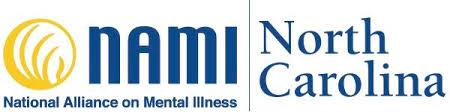 nami
National Alliance on Mental Illness
North
Carolina